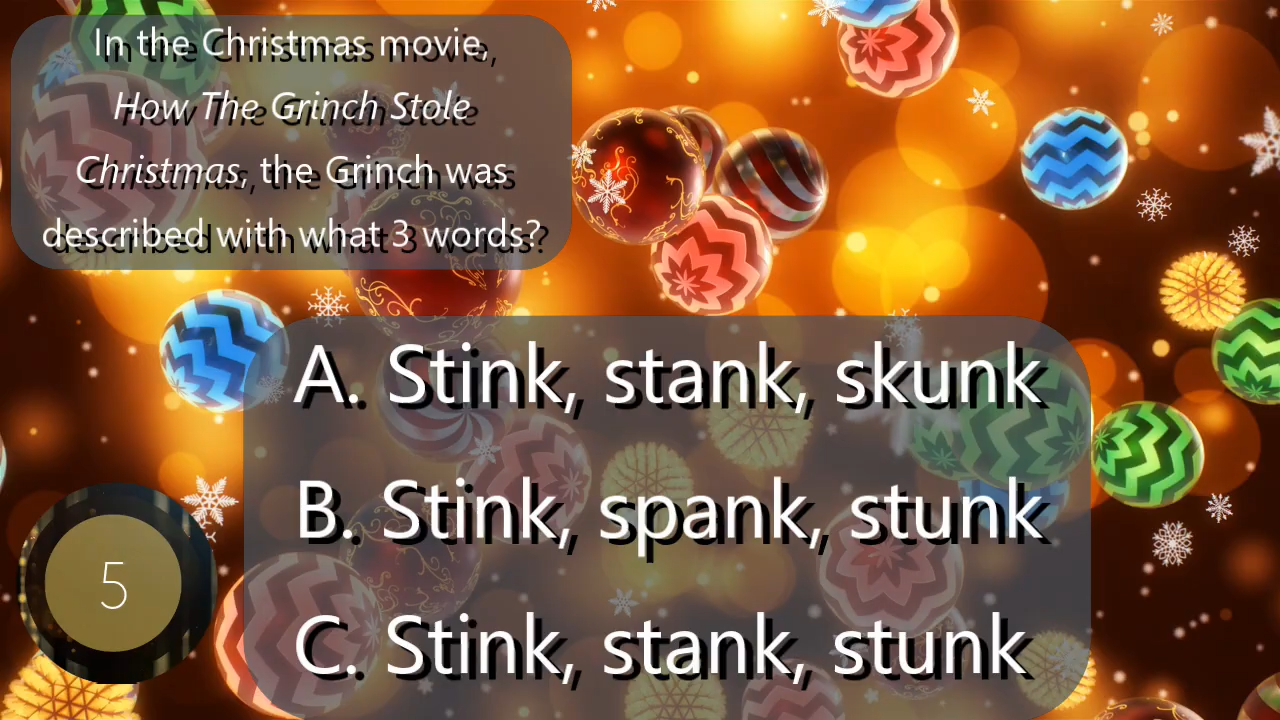 In the Christmas movie,
How The Grinch Stole
Christmas, the Grinch was
described with what 3 words?
A. Stink, stank, skunk
B. Stink, spank, stunk
C. Stink, stank, stunk
5